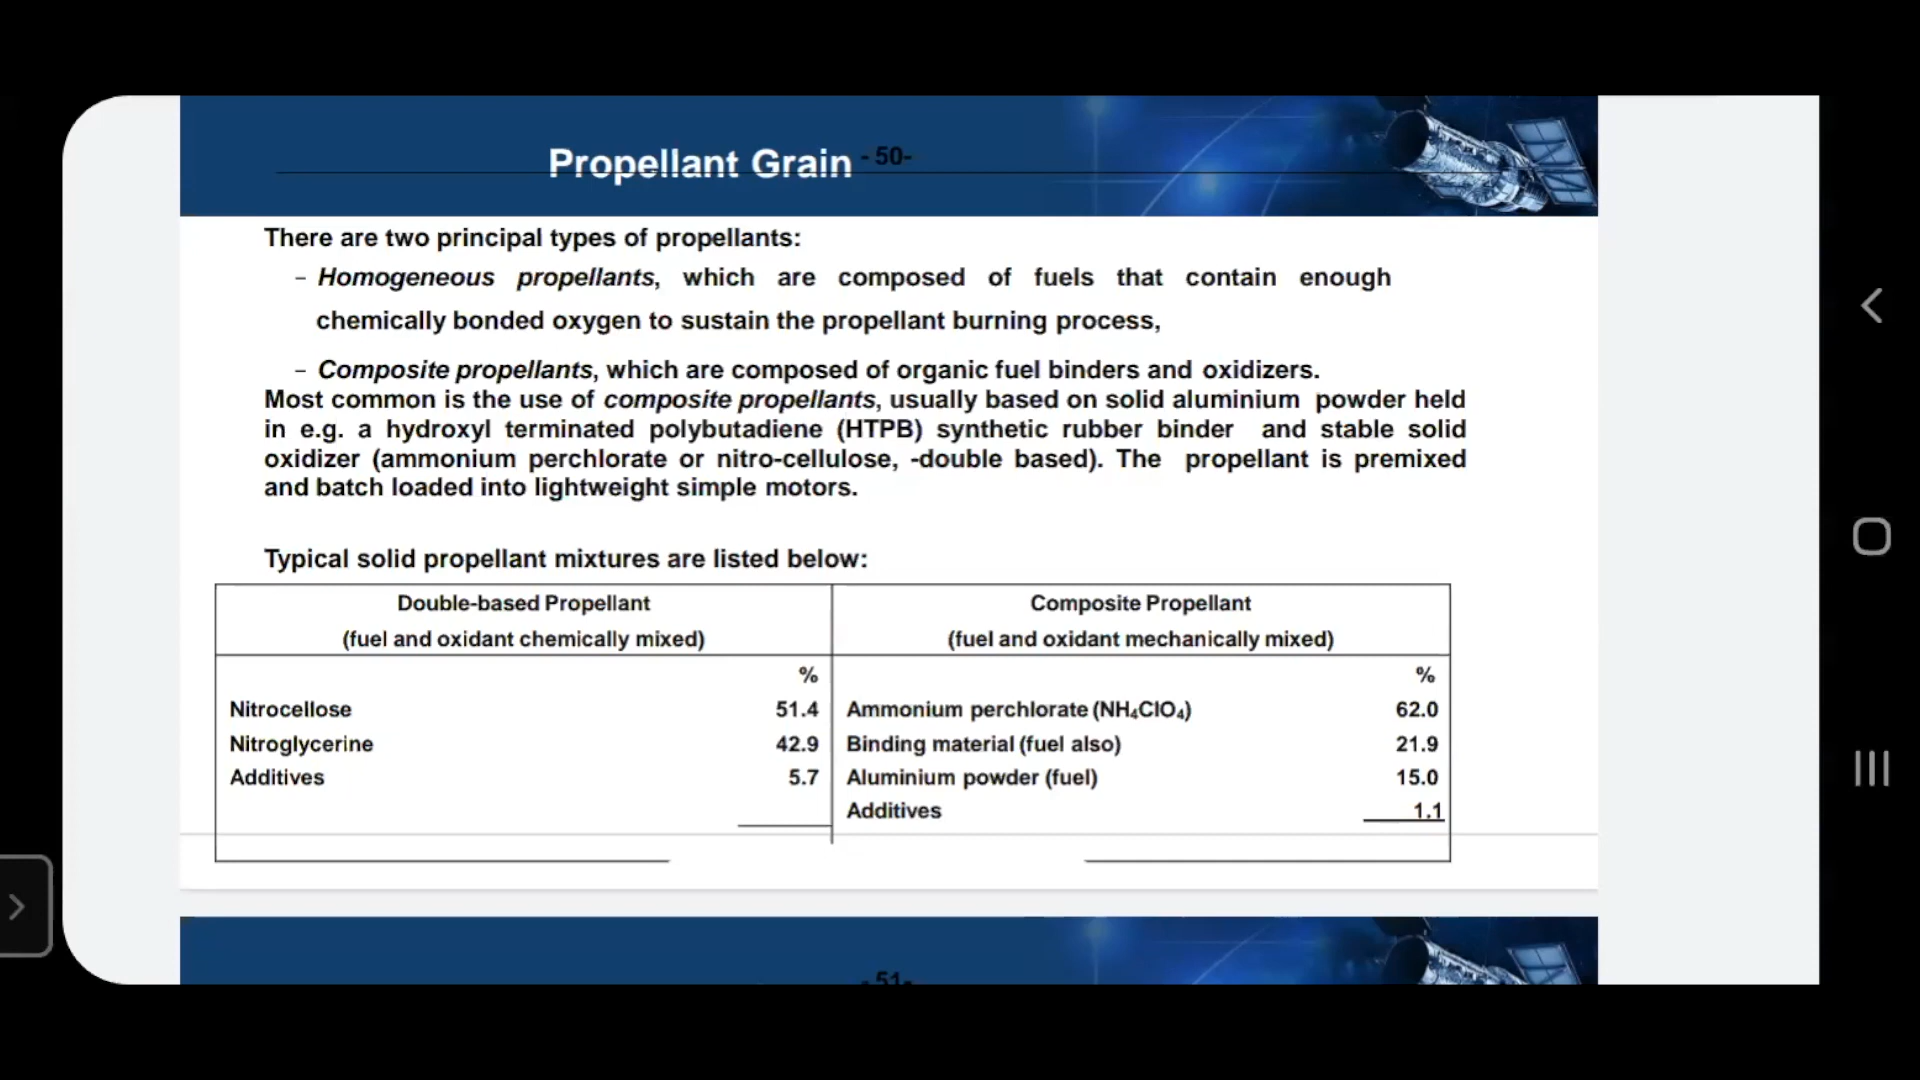 Propellant Grain - 50-
There are two principal types of propellants:
– Homogeneous propellants, which are composed of fuels that contain enough
chemically bonded oxygen to sustain the propellant burning process,
– Composite propellants, which are composed of organic fuel binders and oxidizers.
Most common is the use of composite propellants, usually based on solid aluminium powder held
in e.g. a hydroxyl terminated polybutadiene (HTPB) synthetic rubber binder and stable solid
oxidizer (ammonium perchlorate or nitro-cellulose, -double based). The propellant is premixed
and batch loaded into lightweight simple motors.
Typical solid propellant mixtures are listed below:
Double-based Propellant
(fuel and oxidant chemically mixed)
%
Nitrocellose 51.4
Nitroglycerine 42.9
Additives 5.7
Composite Propellant
(fuel and oxidant mechanically mixed)
%
Ammonium perchlorate (NH₄ClO₄) 62.0
Binding material (fuel also) 21.9
Aluminium powder (fuel) 15.0
Additives 1.1
- 51-